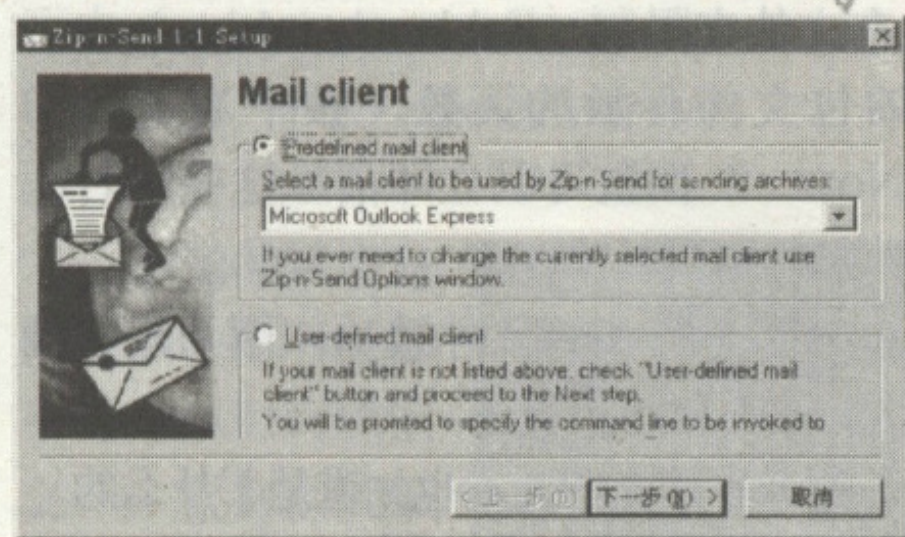 Zip-n-Send 1-1 Setup
Mail client
Predefined mail client
Select a mail client to be used by Zip-n-Send for sending archives:
Microsoft Outlook Express
If you ever need to change the currently selected mail client use
Zip-n-Send Options window.
User-defined mail client
If your mail client is not listed above, check "User-defined mail
client" button and proceed to the Next step.
You will be promted to specify the command line to be invoked to
<上一步(I) 下一步(N) > 取消